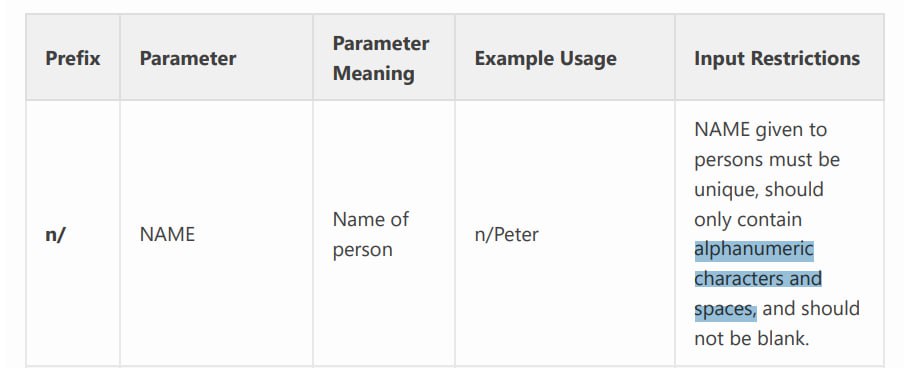 Prefix
Parameter
Parameter
Meaning
Example Usage
Input Restrictions
n/
NAME
Name of
person
n/Peter
NAME given to
persons must be
unique, should
only contain
alphanumeric
characters and
spaces, and should
not be blank.